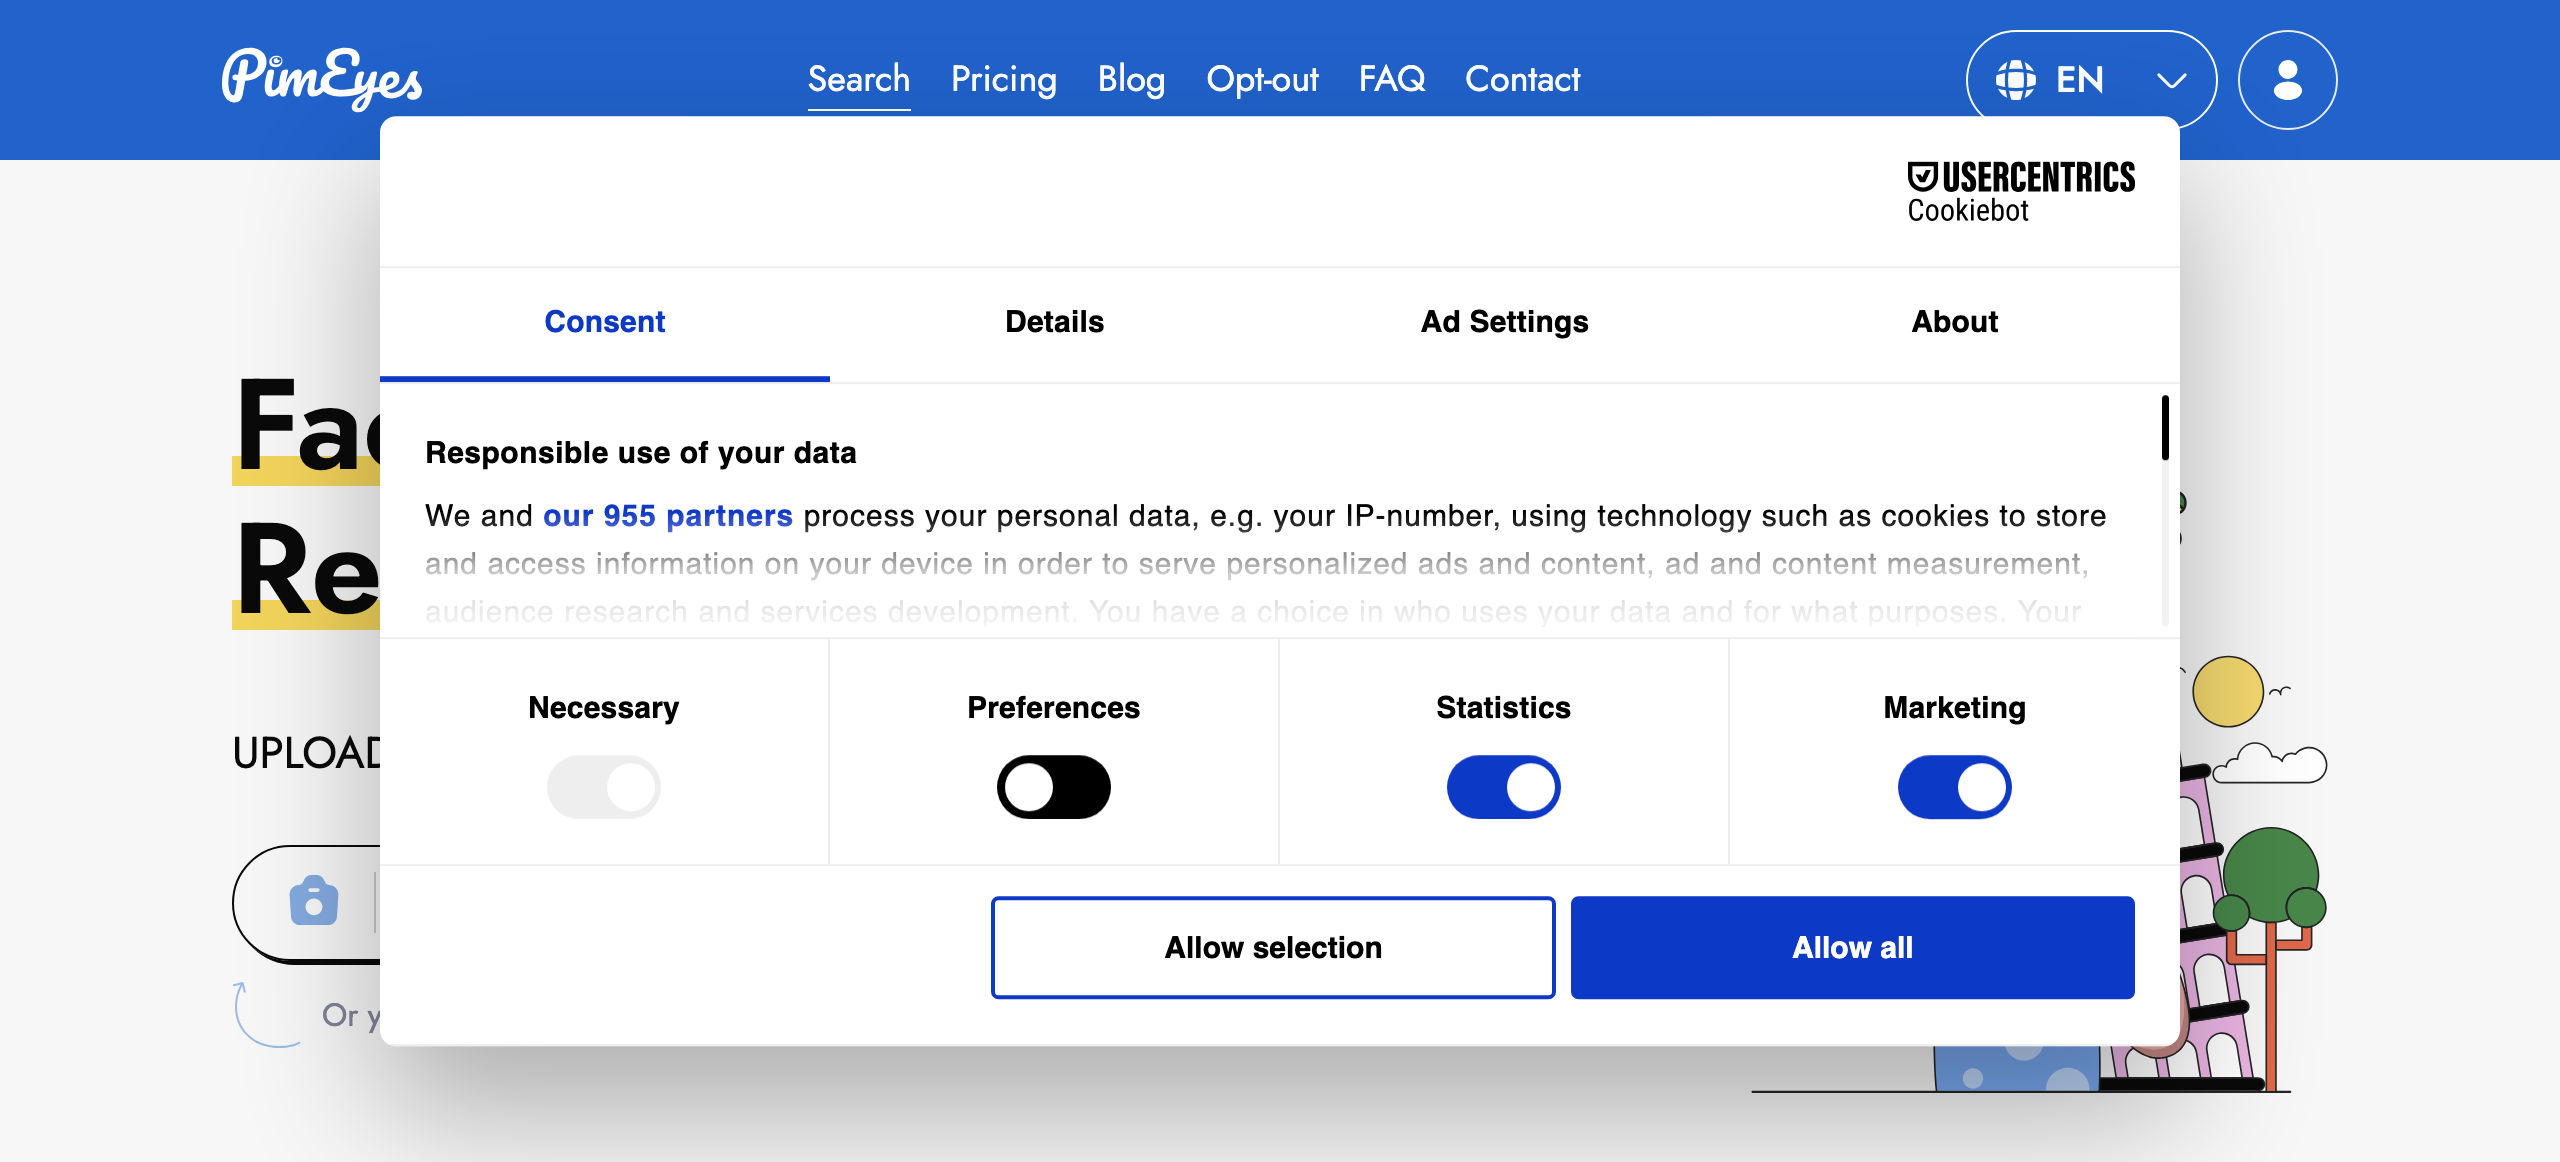 PimEyes
Search Pricing Blog Opt-out FAQ Contact
EN
USERCENTRICS
Cookiebot
Consent Details Ad Settings About
Responsible use of your data
We and our 955 partners process your personal data, e.g. your IP-number, using technology such as cookies to store
and access information on your device in order to serve personalized ads and content, ad and content measurement,
audience research and services development. You have a choice in who uses your data and for what purposes. Your
Necessary Preferences Statistics Marketing
Allow selection Allow all
UPLOAD
Or